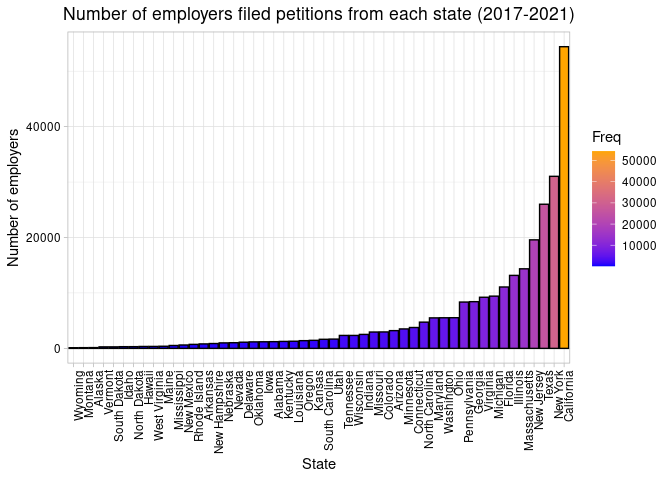 Number of employers filed petitions from each state (2017-2021)
Number of employers
40000
20000
0
Freq
50000
40000
30000
20000
10000
Wyoming
Montana
Alaska
Vermont
South Dakota
Idaho
North Dakota
Hawaii
West Virginia
Maine
Mississippi
New Mexico
Rhode Island
Arkansas
New Hampshire
Nebraska
Nevada
Delaware
Oklahoma
Iowa
Alabama
Kentucky
Louisiana
Oregon
Kansas
South Carolina
Utah
Tennessee
Wisconsin
Indiana
Missouri
Colorado
Arizona
Minnesota
Connecticut
North Carolina
Maryland
Washington
Ohio
Pennsylvania
Georgia
Virginia
Michigan
Florida
Illinois
Massachusetts
New Jersey
Texas
New York
California
State